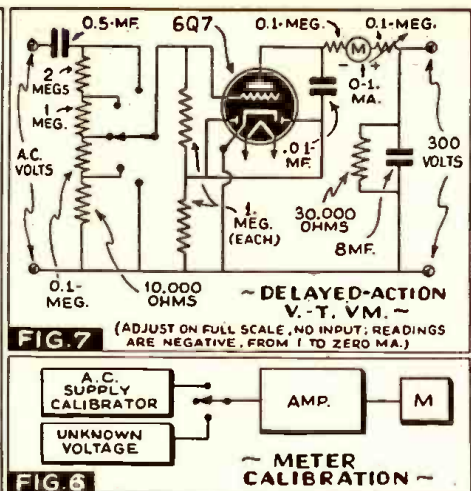 0.5-MF.
6Q7
0.1-MEG.
0.1-MEG.
M
- +
0-1.
MA.
2
MEGS
1
MEG.
A.C.
VOLTS
.01-
MF.
300
VOLTS
1.
MEG.
(EACH)
30,000
OHMS
8MF.
0.1-
MEG.
10,000
OHMS
~ DELAYED-ACTION
V.-T. VM. ~
FIG.7
(ADJUST ON FULL SCALE, NO INPUT; READINGS
ARE NEGATIVE, FROM 1 TO ZERO MA.)
A.C.
SUPPLY
CALIBRATOR
AMP.
M
UNKNOWN
VOLTAGE
~ METER
CALIBRATION ~
FIG.6